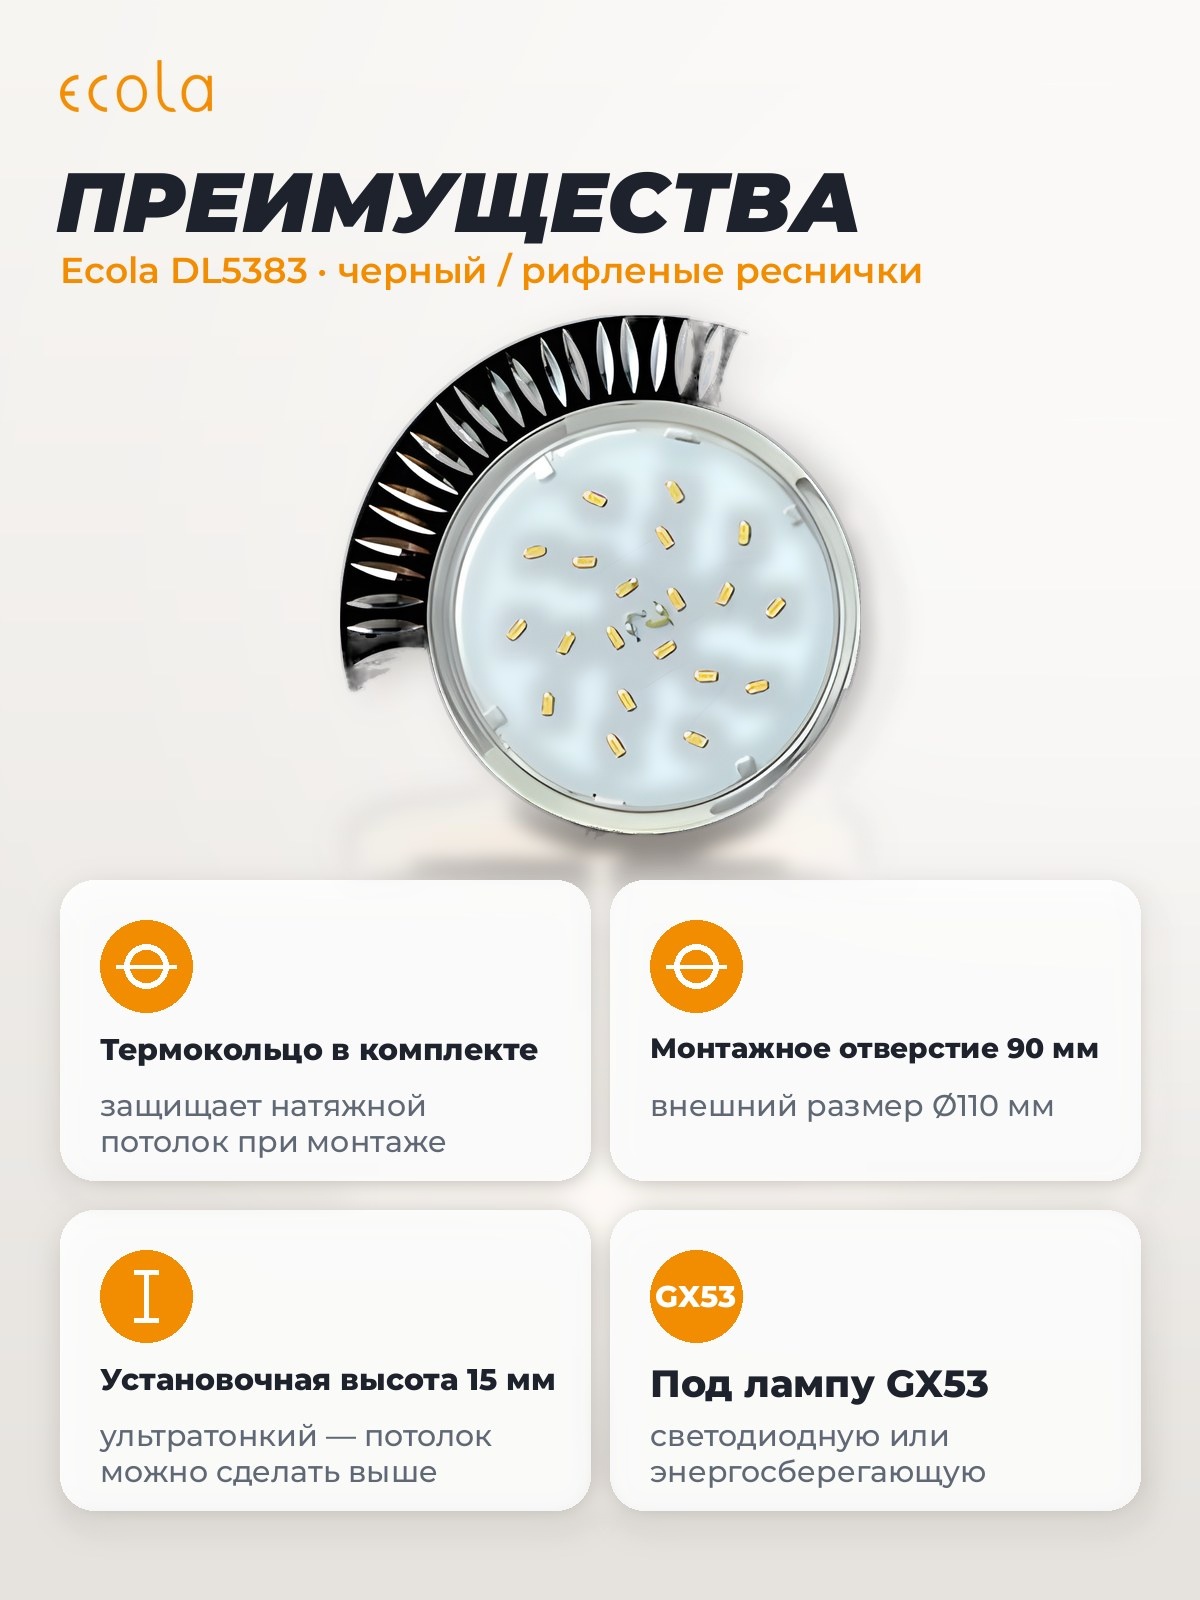 ecola
ПРЕИМУЩЕСТВА
Ecola DL5383 · черный / рифленые реснички
Термокольцо в комплекте
защищает натяжной
потолок при монтаже
Монтажное отверстие 90 мм
внешний размер Ø110 мм
Установочная высота 15 мм
ультратонкий — потолок
можно сделать выше
GX53
Под лампу GX53
светодиодную или
энергосберегающую